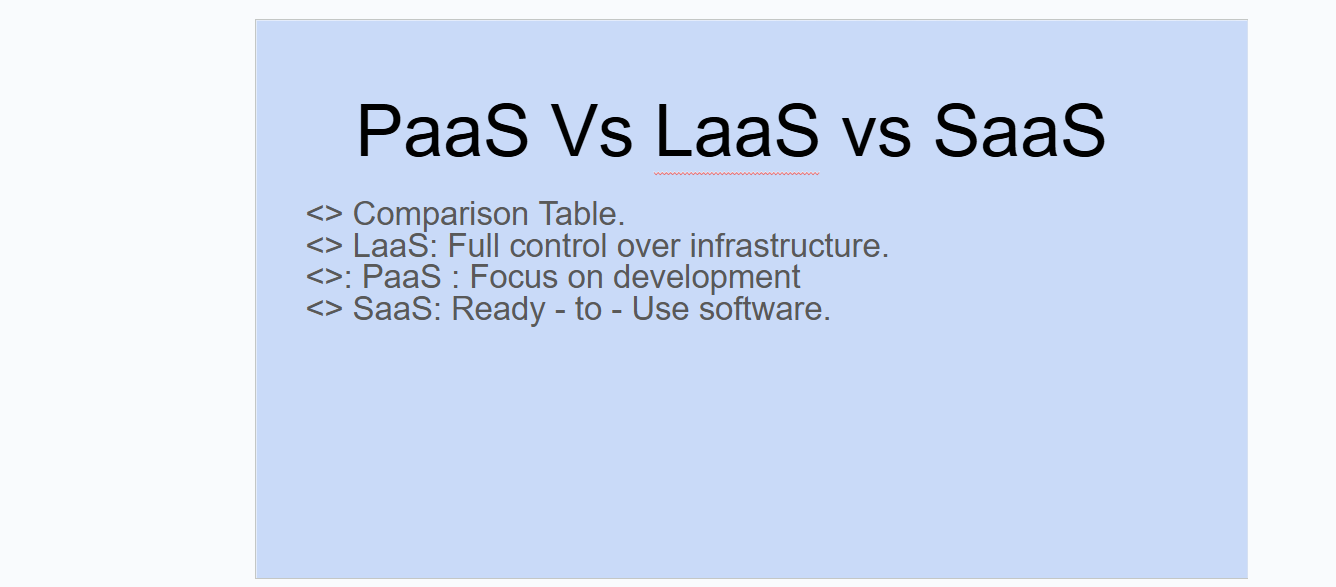 PaaS Vs LaaS vs SaaS
<> Comparison Table.
<> LaaS: Full control over infrastructure.
<>: PaaS : Focus on development
<> SaaS: Ready - to - Use software.